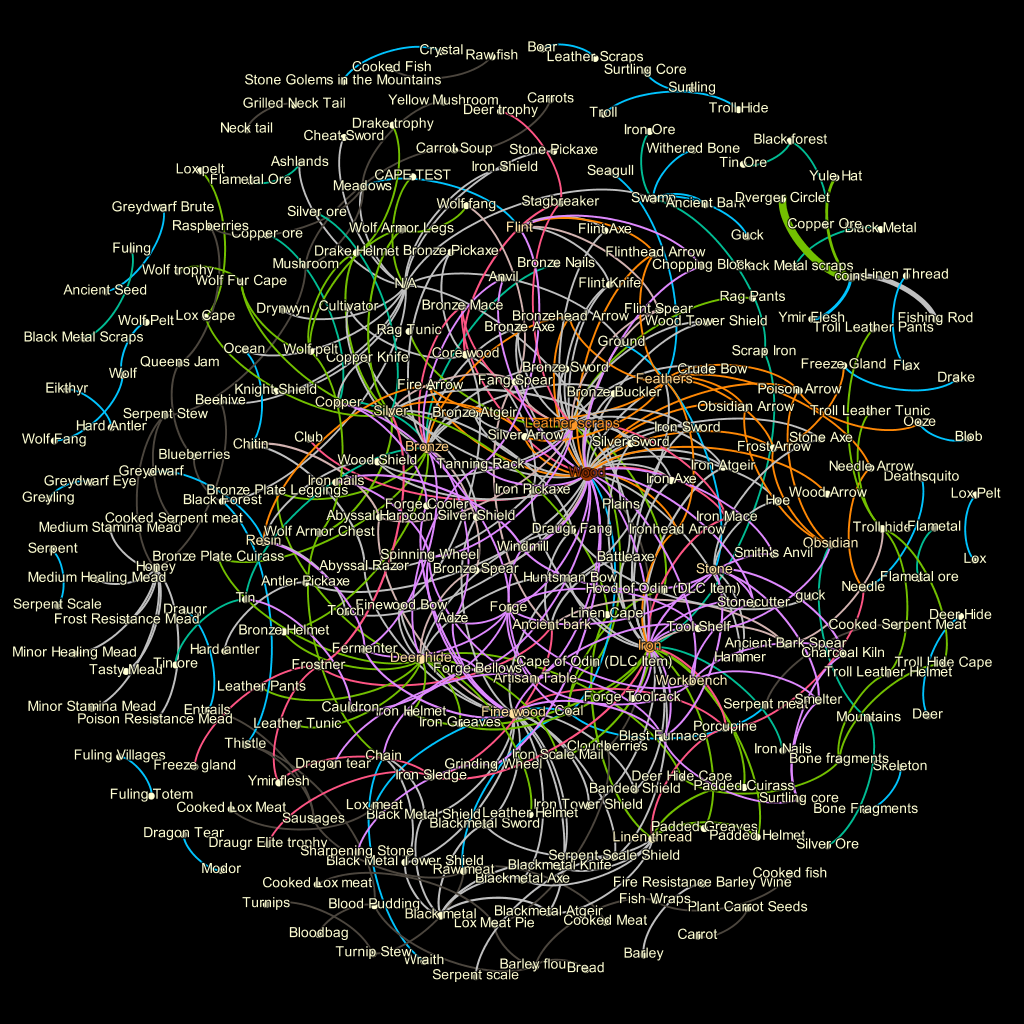 Crystal
Rawfish
Boar
Leather Scraps
Cooked Fish
Surtling Core
Stone Golems in the Mountains
Surtling
Grilled Neck Tail
Yellow Mushroom
Carrots
Deer trophy
Troll
Troll Hide
Neck tail
Drake trophy
Cheat Sword
Iron Ore
Black forest
Carrot Soup
Stone Pickaxe
Withered Bone
Tin Ore
Lox pelt
Ashlands
Iron Shield
Seagull
Flametal Ore
CAPE TEST
Yule Hat
Meadows
Greydwarf Brute
Wolf fang
Stagbreaker
Swamp
Ancient Bark
Dverger Circlet
Silver ore
Raspberries
Copper ore
Wolf Armor Legs
Flint
Flint Axe
Guck
Copper Ore
Black Metal
Fuling
Drake Helmet
Bronze Pickaxe
Flinthead Arrow
Mushroom
Bronze Nails
Chopping Block
Black Metal scraps
Wolf trophy
Wolf Fur Cape
N/A
Anvil
Flint Knife
coins
Linen Thread
Ancient Seed
Drynwyn
Cultivator
Bronze Mace
Flint Spear
Rag Pants
Wolf Pelt
Lox Cape
Bronzehead Arrow
Wood Tower Shield
Ymir Flesh
Fishing Rod
Black Metal Scraps
Rag Tunic
Bronze Axe
Troll Leather Pants
Ocean
Wolf pelt
Copper Knife
Corewood
Ground
Scrap Iron
Queens Jam
Wolf
Bronze Sword
Crude Bow
Freeze Gland
Flax
Drake
Eikthyr
Knight Shield
Fire Arrow
Fang Spear
Feathers
Poison Arrow
Beehive
Copper
Silver
Bronze Buckler
Obsidian Arrow
Serpent Stew
Bronze Atgeir
Troll Leather Tunic
Hard Antler
Leather scraps
Iron Sword
Ooze
Wolf Fang
Chitin
Club
Bronze
Silver Arrow
Silver Sword
Frost Arrow
Stone Axe
Blob
Blueberries
Wood Shield
Tanning Rack
Wood
Iron Atgeir
Needle Arrow
Greydwarf
Greydwarf Eye
Iron nails
Iron Axe
Deathsquito
Greyling
Black Forest
Bronze Plate Leggings
Iron Pickaxe
Wood Arrow
Lox Pelt
Forge Cooler
Plains
Hoe
Cooked Serpent meat
Abyssal Harpoon
Silver Shield
Iron Mace
Medium Stamina Mead
Wolf Armor Chest
Draugr Fang
Ironhead Arrow
Troll hide
Flametal
Resin
Obsidian
Serpent
Bronze Plate Cuirass
Spinning Wheel
Windmill
Battleaxe
Smith's Anvil
Lox
Honey
Abyssal Razor
Bronze Spear
Stone
Medium Healing Mead
Antler Pickaxe
Huntsman Bow
Flametal ore
Hood of Odin (DLC Item)
Needle
Serpent Scale
Tin
Finewood Bow
Forge
guck
Stonecutter
Draugr
Torch
Linen Cape
Frost Resistance Mead
Adze
Ancient bark
Cooked Serpent Meat
Deer Hide
Bronze Helmet
Tool Shelf
Minor Healing Mead
Hard antler
Fermenter
Iron
Ancient Bark Spear
Charcoal Kiln
Tin ore
Frostner
Deer hide
Cape of Odin (DLC Item)
Hammer
Tasty Mead
Forge Bellows
Troll Hide Cape
Leather Pants
Artisan Table
Workbench
Troll Leather Helmet
Forge Toolrack
Minor Stamina Mead
Entrails
Cauldron
Iron Helmet
Finewood
Coal
Serpent meat
Smelter
Deer
Poison Resistance Mead
Leather Tunic
Iron Greaves
Porcupine
Mountains
Thistle
Blast Furnace
Fuling Villages
Chain
Iron Scale Mail
Cloudberries
Iron Nails
Bone fragments
Freeze gland
Dragon tear
Grinding Wheel
Skeleton
Ymir flesh
Iron Sledge
Deer Hide Cape
Fuling Totem
Banded Shield
Padded Cuirass
Surtling core
Cooked Lox Meat
Lox meat
Iron Tower Shield
Bone Fragments
Sausages
Black Metal Shield
Leather Helmet
Dragon Tear
Blackmetal Sword
Padded Greaves
Draugr Elite trophy
Linen thread
Padded Helmet
Silver Ore
Sharpening Stone
Serpent Scale Shield
Modor
Black Metal Tower Shield
Raw meat
Blackmetal Knife
Cooked fish
Cooked Lox meat
Blackmetal Axe
Fire Resistance Barley Wine
Turnips
Blood Pudding
Fish Wraps
Blackmetal
Blackmetal Atgeir
Plant Carrot Seeds
Lox Meat Pie
Cooked Meat
Bloodbag
Carrot
Turnip Stew
Wraith
Barley
Barley flour
Bread
Serpent scale